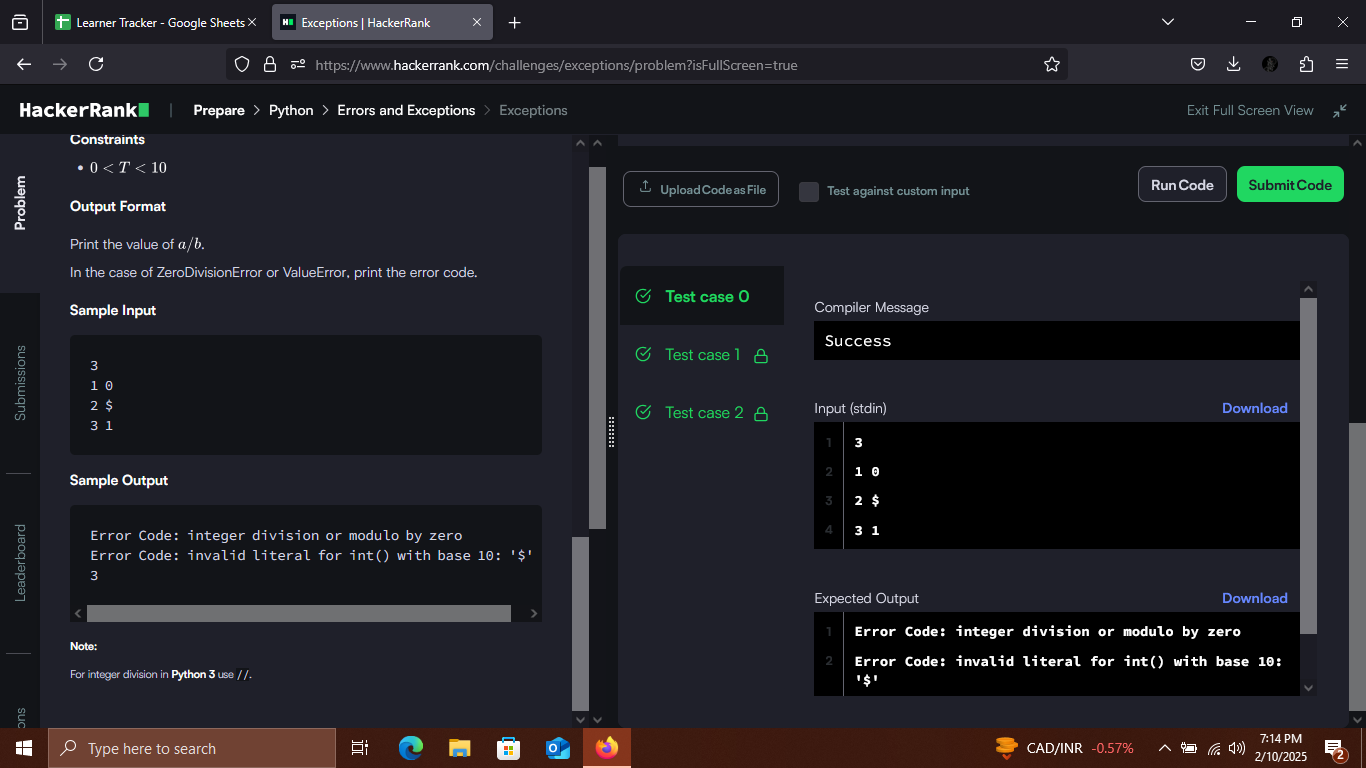 Learner Tracker - Google Sheets
Exceptions | HackerRank
https://www.hackerrank.com/challenges/exceptions/problem?isFullScreen=true
HackerRank
|
Prepare > Python > Errors and Exceptions > Exceptions
Exit Full Screen View
Problem
Submissions
Leaderboard
ons
Constraints
• 0 < T < 10
Output Format
Print the value of a/b.
In the case of ZeroDivisionError or ValueError, print the error code.
Sample Input
3
1 0
2 $
3 1
Sample Output
Error Code: integer division or modulo by zero
Error Code: invalid literal for int() with base 10: '$'
3
Note:
For integer division in Python 3 use //.
Upload Code as File
Test against custom input
Run Code
Submit Code
Test case 0
Test case 1
Test case 2
Compiler Message
Success
Input (stdin)
Download
1 3
2 1 0
3 2 $
4 3 1
Expected Output
Download
1 Error Code: integer division or modulo by zero
2 Error Code: invalid literal for int() with base 10:
'$'
Type here to search
CAD/INR -0.57%
7:14 PM
2/10/2025
2